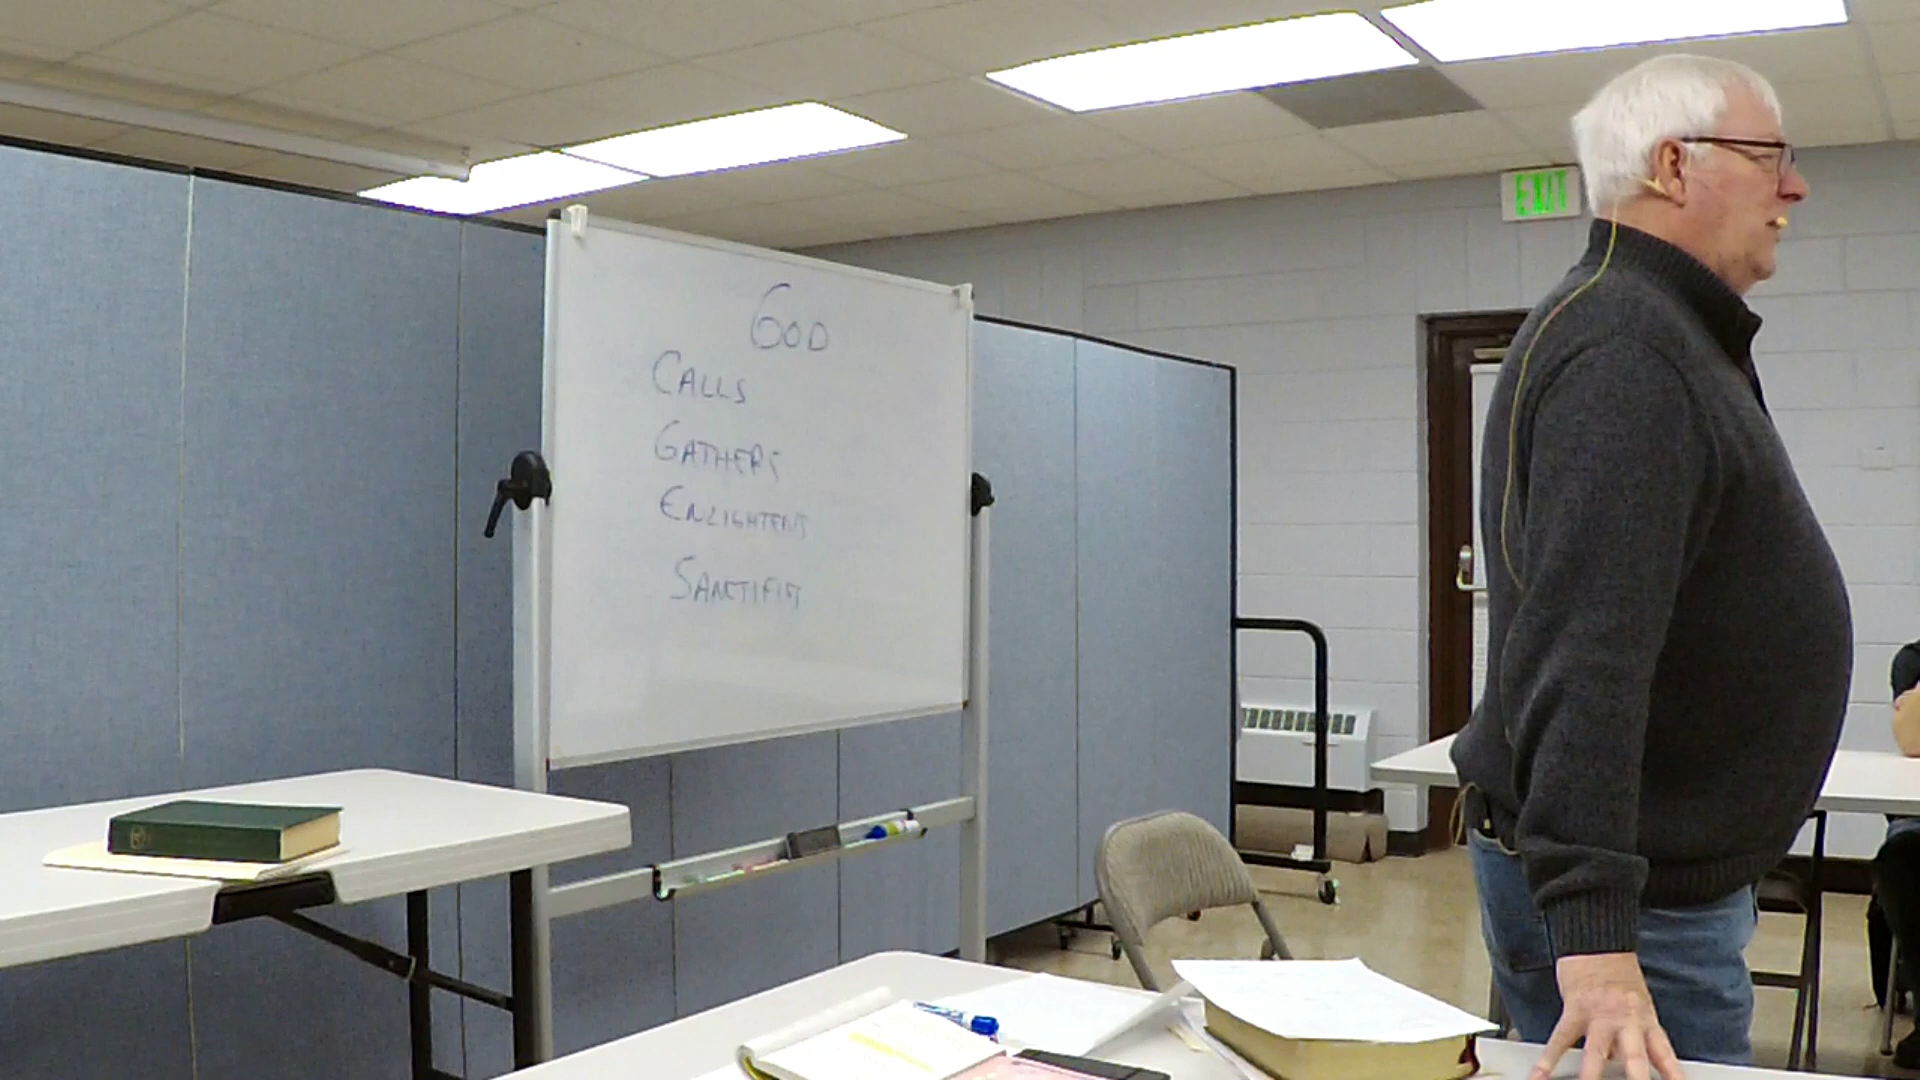 GOD
CALLS
GATHERS
ENLIGHTENS
SANCTIFIES
EXIT